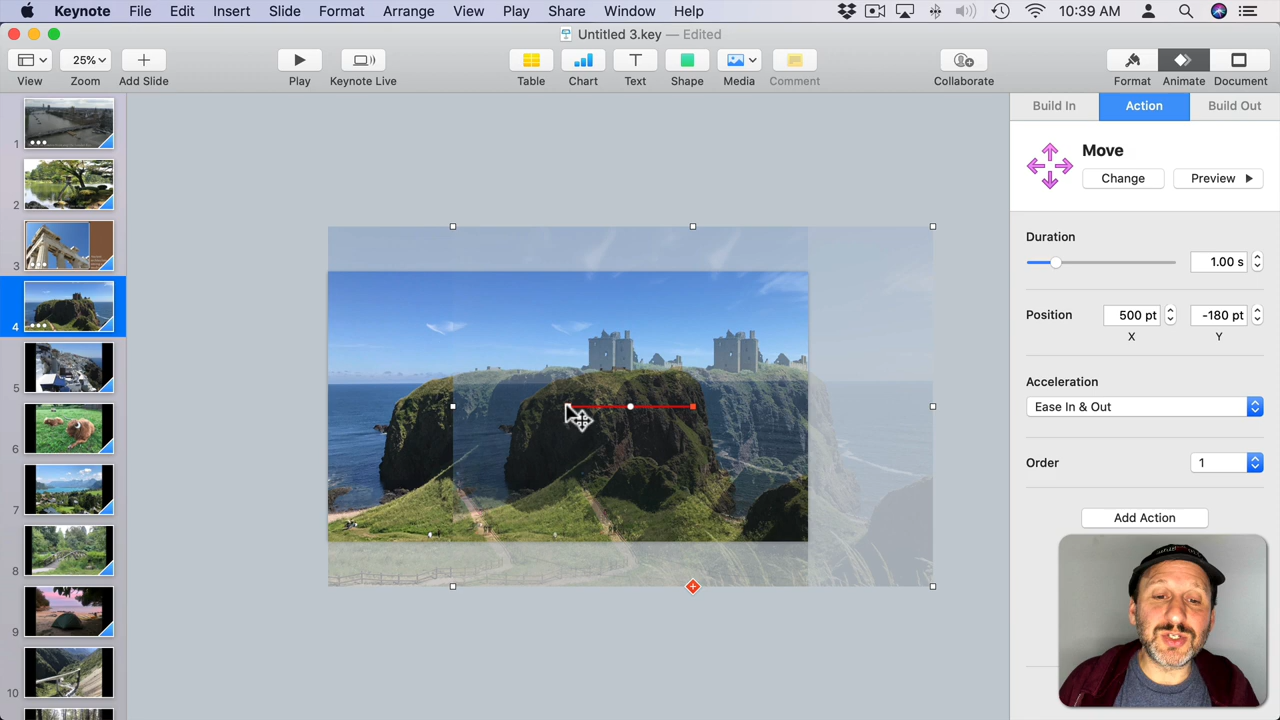 Keynote File Edit Insert Slide Format Arrange View Play Share Window Help 10:39 AM
Untitled 3.key — Edited
25%
View Zoom Add Slide Play Keynote Live Table Chart Text Shape Media Comment Collaborate Format Animate Document
Build In Action Build Out
Move
Change Preview
Duration
1.00 s
Position 500 pt -180 pt
X Y
Acceleration
Ease In & Out
Order 1
Add Action
1
2
3
4
5
6
7
8
9
10